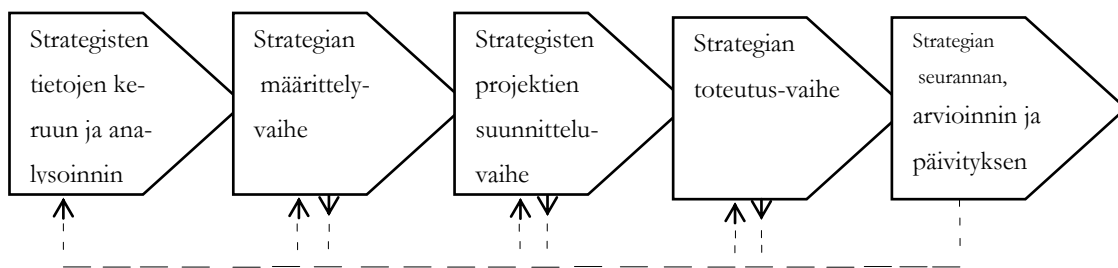 Strategisten
tietojen ke-
ruun ja ana-
lysoinnin
Strategian
määrittely-
vaihe
Strategisten
projektien
suunnittelu-
vaihe
Strategian
toteutus-vaihe
Strategian
seurannan,
arvioinnin ja
päivityksen